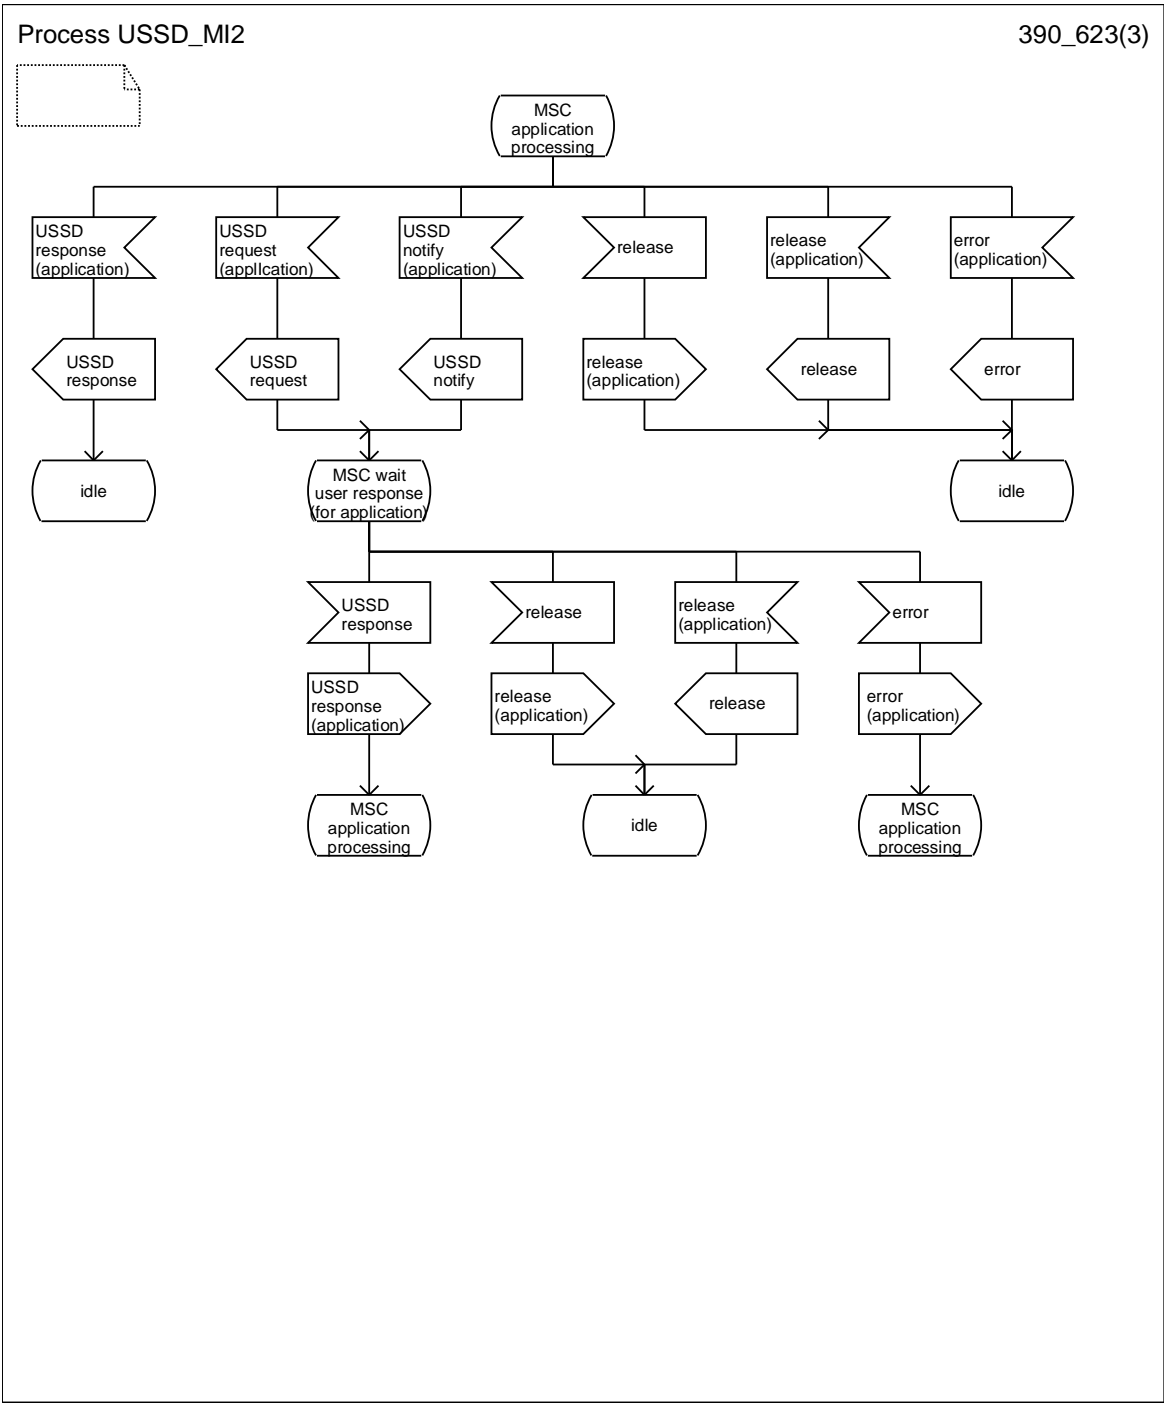 Process USSD_MI2
390_623(3)
MSC
application
processing
USSD
response
(application)
USSD
request
(appllcation)
USSD
notify
(application)
release
release
(application)
error
(application)
USSD
response
USSD
request
USSD
notify
release
(application)
release
error
idle
MSC wait
user response
(for application)
idle
USSD
response
release
release
(application)
error
USSD
response
(application)
release
(application)
release
error
(application)
MSC
application
processing
idle
MSC
application
processing